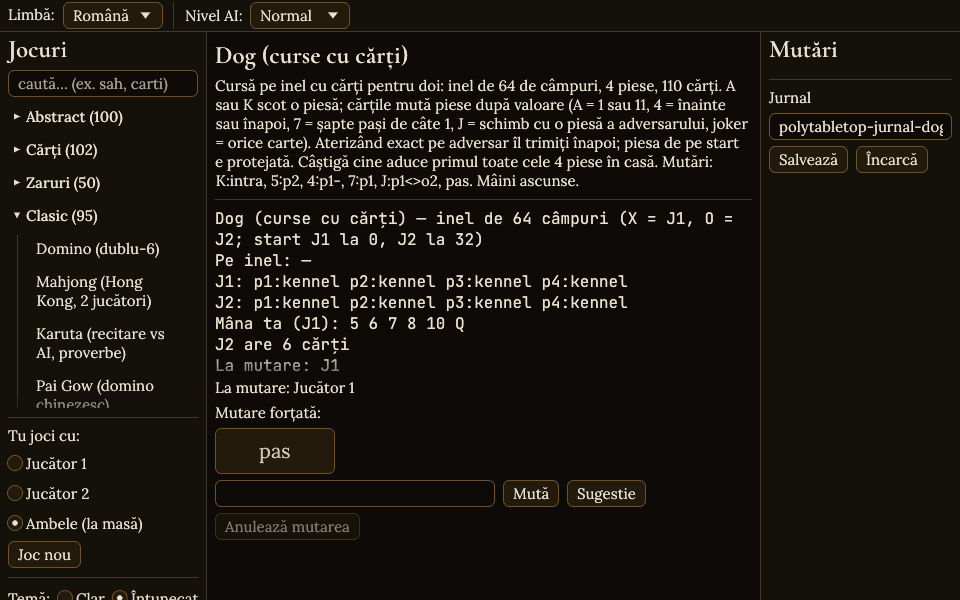 Limbă: Română ▼ Nivel AI: Normal ▼
Jocuri
caută... (ex. sah, carti)
▸ Abstract (100)
▸ Cărți (102)
▸ Zaruri (50)
▾ Clasic (95)
Domino (dublu-6)
Mahjong (Hong
Kong, 2 jucători)
Karuta (recitare vs
AI, proverbe)
Pai Gow (domino
chinezesc)
Tu joci cu:
Jucător 1
Jucător 2
Ambele (la masă)
Joc nou
Temă: Clar Întunecat
Dog (curse cu cărți)
Cursă pe inel cu cărți pentru doi: inel de 64 de câmpuri, 4 piese, 110 cărți. A
sau K scot o piesă; cărțile mută piese după valoare (A = 1 sau 11, 4 = înainte
sau înapoi, 7 = șapte pași de câte 1, J = schimb cu o piesă a adversarului, joker
= orice carte). Aterizând exact pe adversar îl trimiți înapoi; piesa de pe start
e protejată. Câștigă cine aduce primul toate cele 4 piese în casă. Mutări:
K:intra, 5:p2, 4:p1-, 7:p1, J:p1<>o2, pas. Mâini ascunse.
Dog (curse cu cărți) — inel de 64 câmpuri (X = J1, O =
J2; start J1 la 0, J2 la 32)
Pe inel: —
J1: p1:kennel p2:kennel p3:kennel p4:kennel
J2: p1:kennel p2:kennel p3:kennel p4:kennel
Mâna ta (J1): 5 6 7 8 10 Q
J2 are 6 cărți
La mutare: J1
La mutare: Jucător 1
Mutare forțată:
pas
Mută Sugestie
Anulează mutarea
Mutări
Jurnal
polytabletop-jurnal-dog
Salvează Încarcă